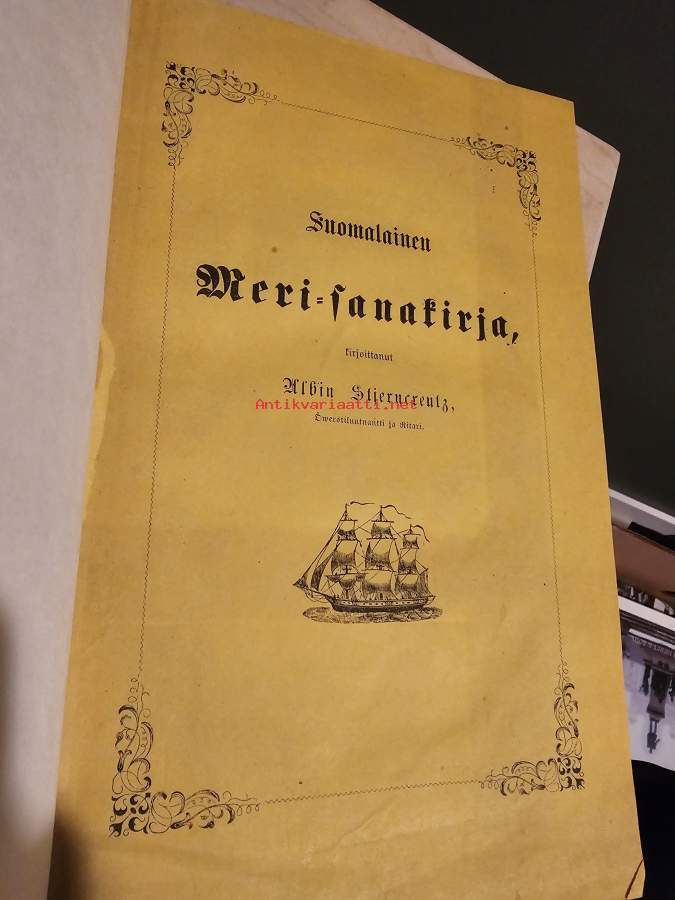 Suomalainen
Meri-sanakirja,
kirjoittanut
Albin Stjerncreutz,
Antikvariaatti.net
Öwerstiluutnantti ja Ritari.